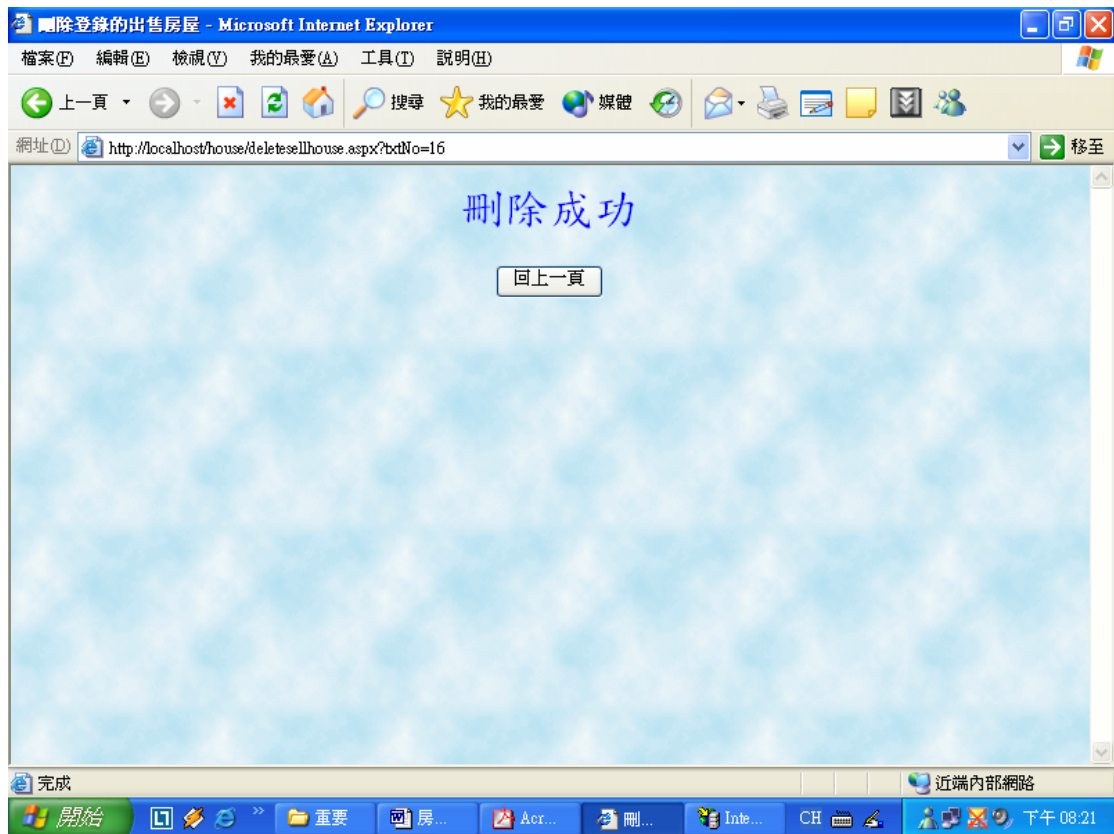 刪除登錄的出售房屋 - Microsoft Internet Explorer
檔案(F) 編輯(E) 檢視(V) 我的最愛(A) 工具(T) 說明(H)
上一頁 搜尋 我的最愛 媒體
網址(D) http://localhost/house/deletesellhouse.aspx?txtNo=16 移至
刪除成功
回上一頁
完成 近端內部網路
開始 重要 房... Acr... 刪... Inte... CH 下午 08:21